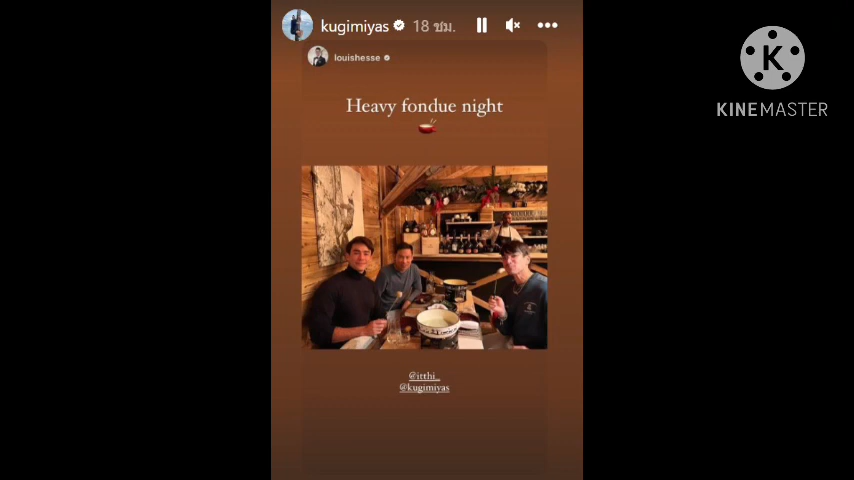 kugimiyas 18 ชม.
louishesse
Heavy fondue night
@itthi_
@kugimiyas
K
KINEMASTER